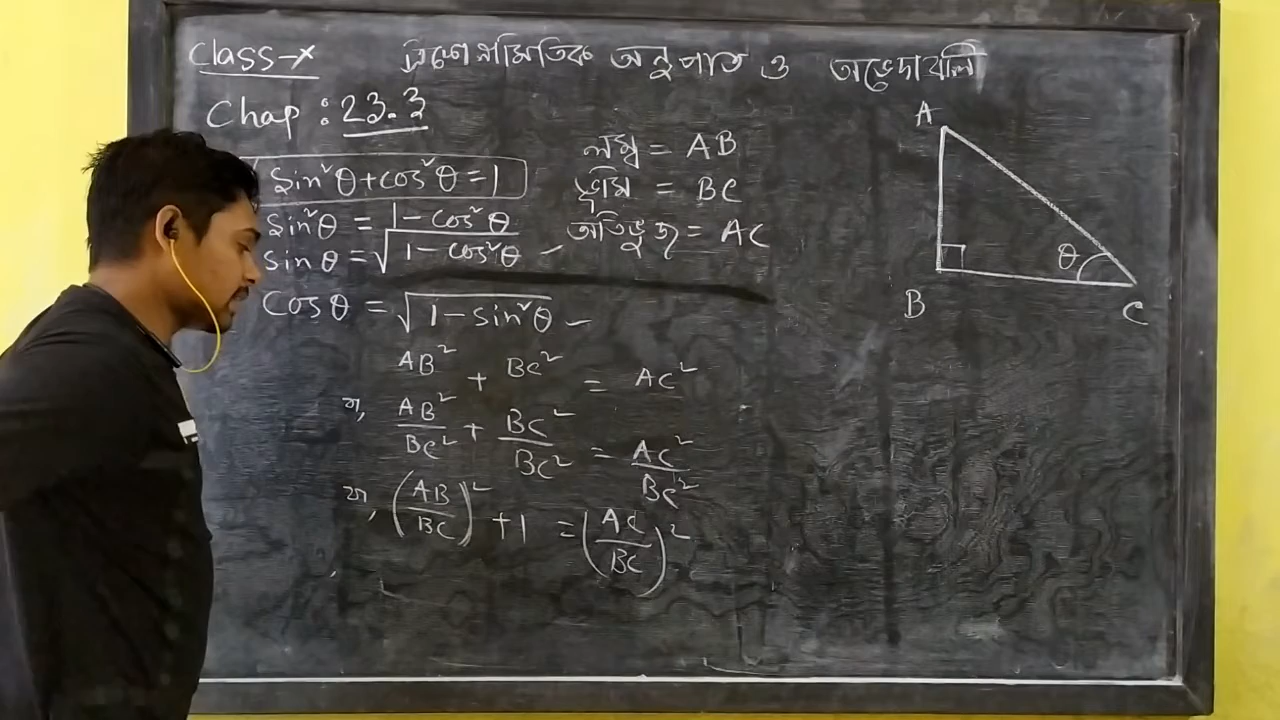 Class-X ত্রিকোণমিতিক অনুপাত ও অভেদাবলি
Chap : 23.3
sin²θ+cos²θ=1
sin²θ = 1-cos²θ
sinθ = √(1-cos²θ)
cosθ = √(1-sin²θ)
লম্ব = AB
ভূমি = BC
অতিভুজ = AC
A
B
C
θ
AB² + BC² = AC²
বা, AB²/BC² + BC²/BC² = AC²/BC²
বা, (AB/BC)² + 1 = (AC/BC)²